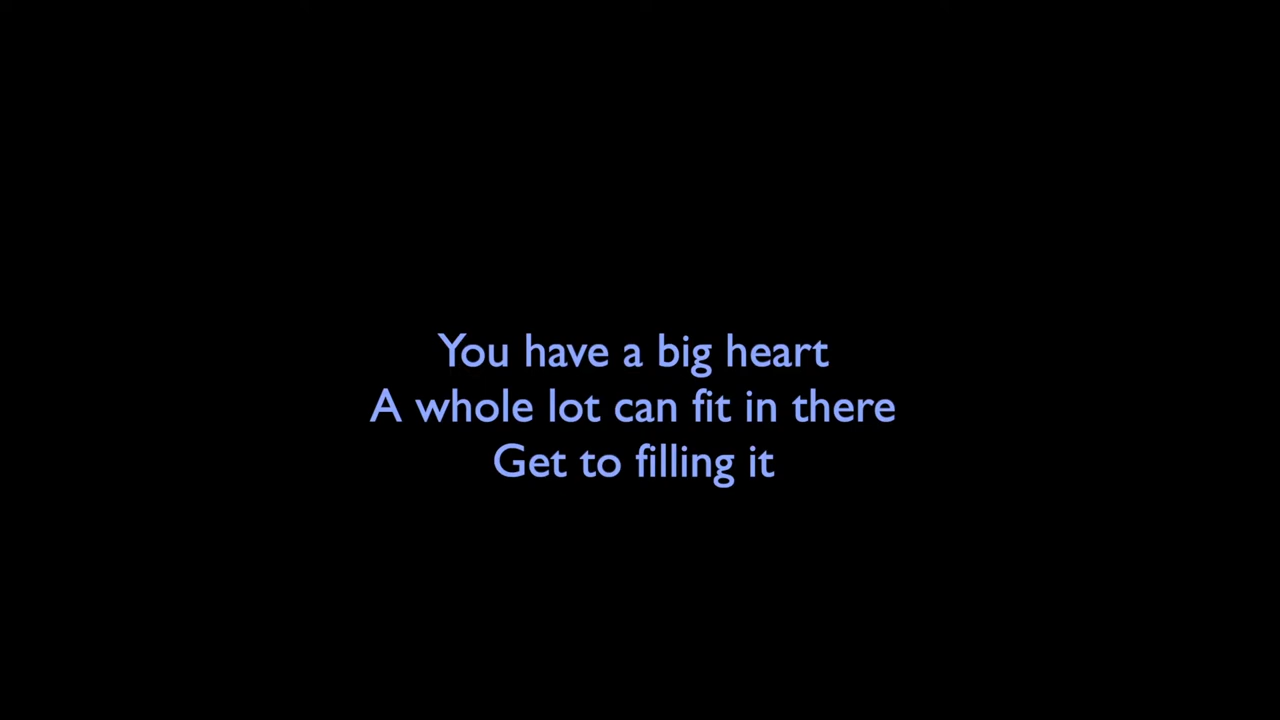 You have a big heart
A whole lot can fit in there
Get to filling it